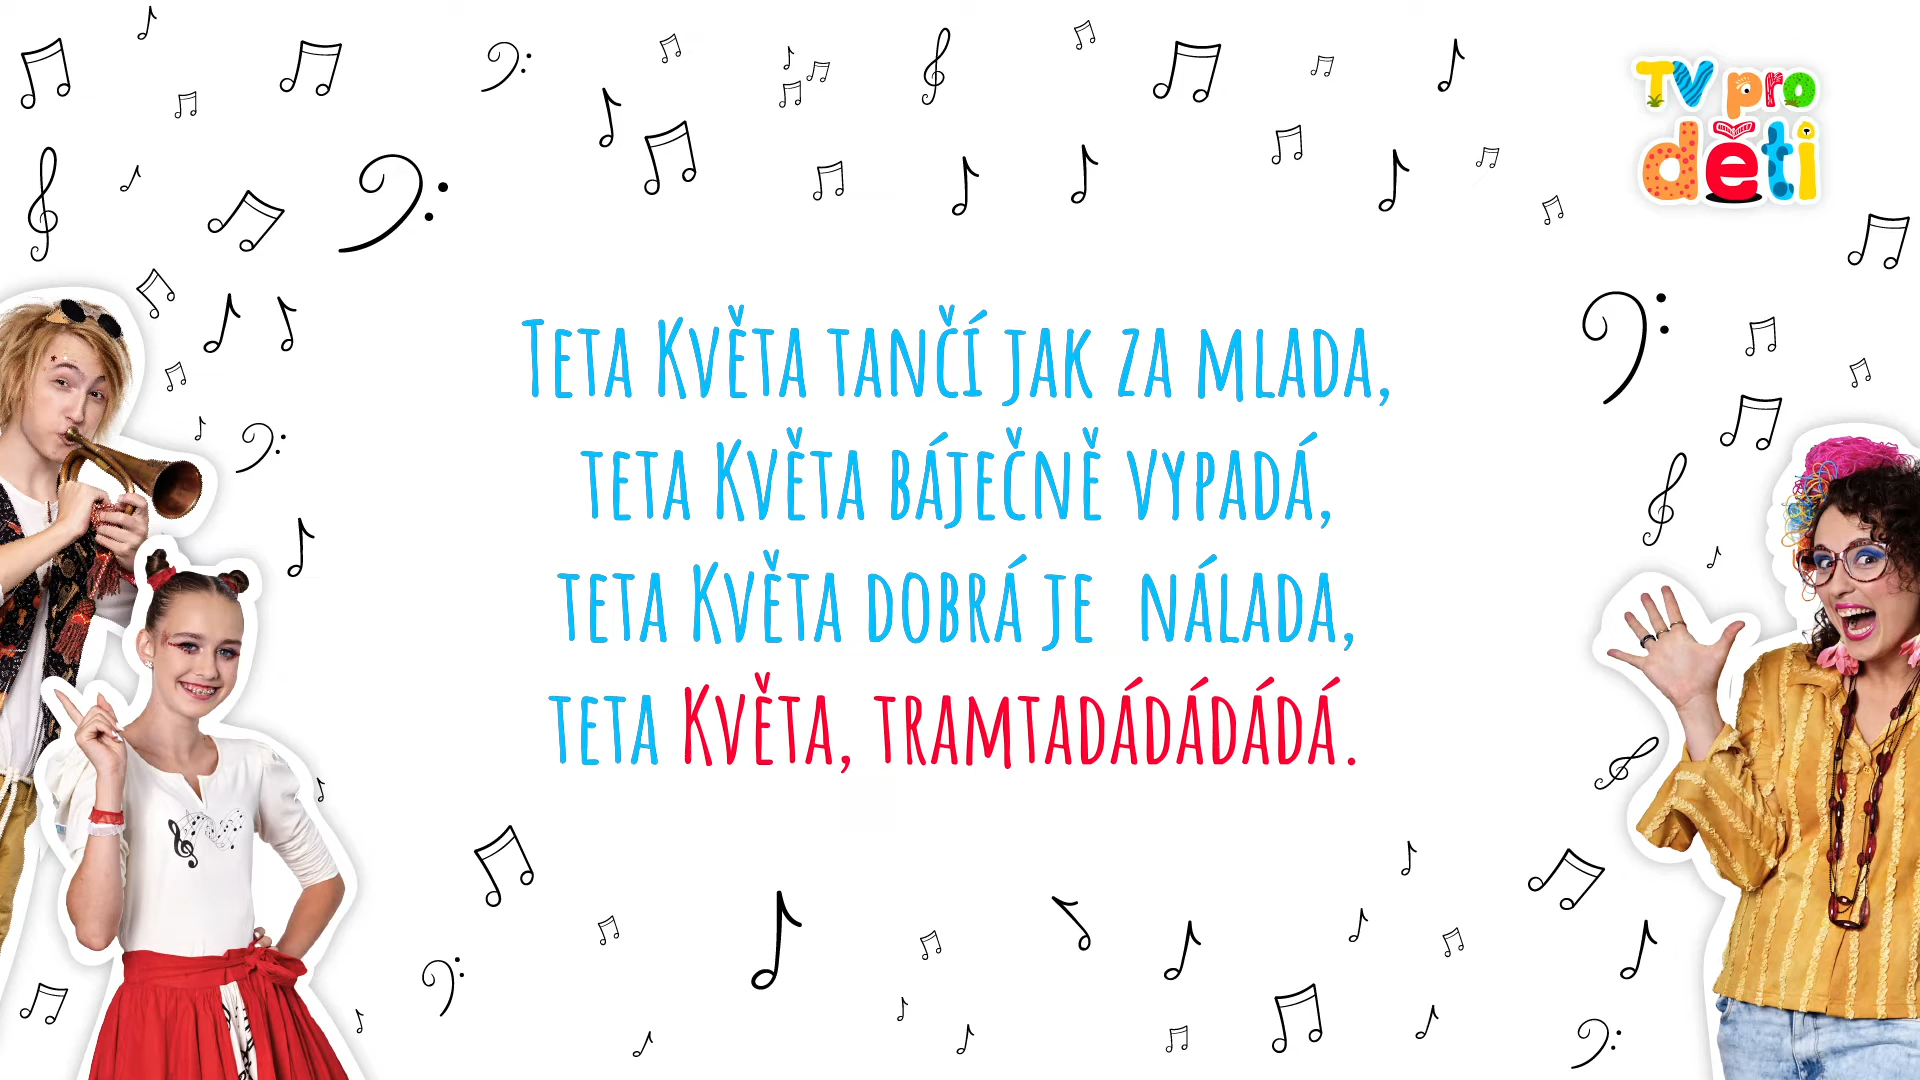 TV pro
děti
Teta Květa tančí jak za mlada,
teta Květa báječně vypadá,
teta Květa dobrá je nálada,
teta Květa, tramtadádádádá.